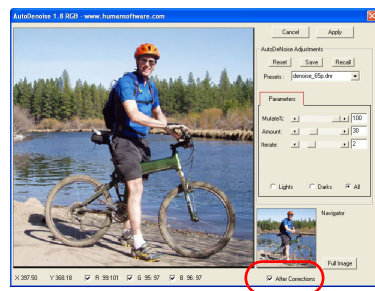 AutoDenoise 1.8 RGB - www.humansoftware.com
Cancel Apply
AutoDeNoise Adjustments
Reset Save Recall
Presets: denoise_65p.dnr
Parameters
Mutate%: 100
Amount: 30
Iterate: 2
Lights Darks All
Navigator
Full Image
X 397.50 Y 368.18 R 99:101 G 95: 97 B 96: 97
After Corrections